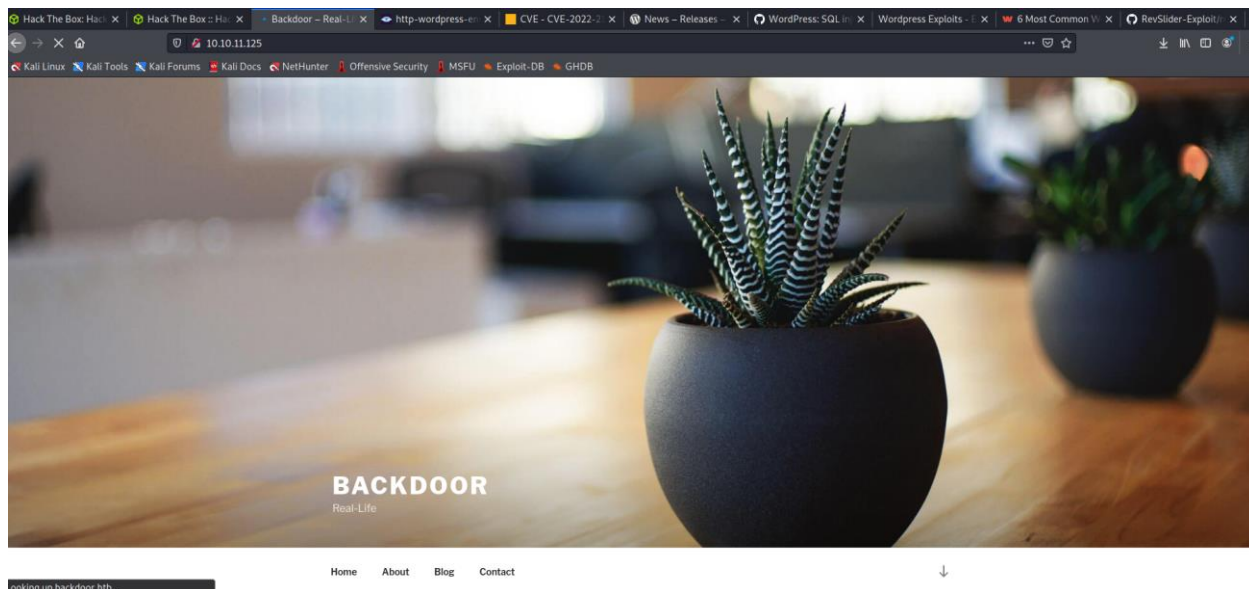 Hack The Box: Hack Hack The Box :: Hac Backdoor – Real-Li http-wordpress-en CVE - CVE-2022-21 News – Releases – WordPress: SQL in Wordpress Exploits - E 6 Most Common W RevSlider-Exploit/
10.10.11.125
Kali Linux Kali Tools Kali Forums Kali Docs NetHunter Offensive Security MSFU Exploit-DB GHDB
BACKDOOR
Real-Life
Home About Blog Contact
ooking up backdoor.htb